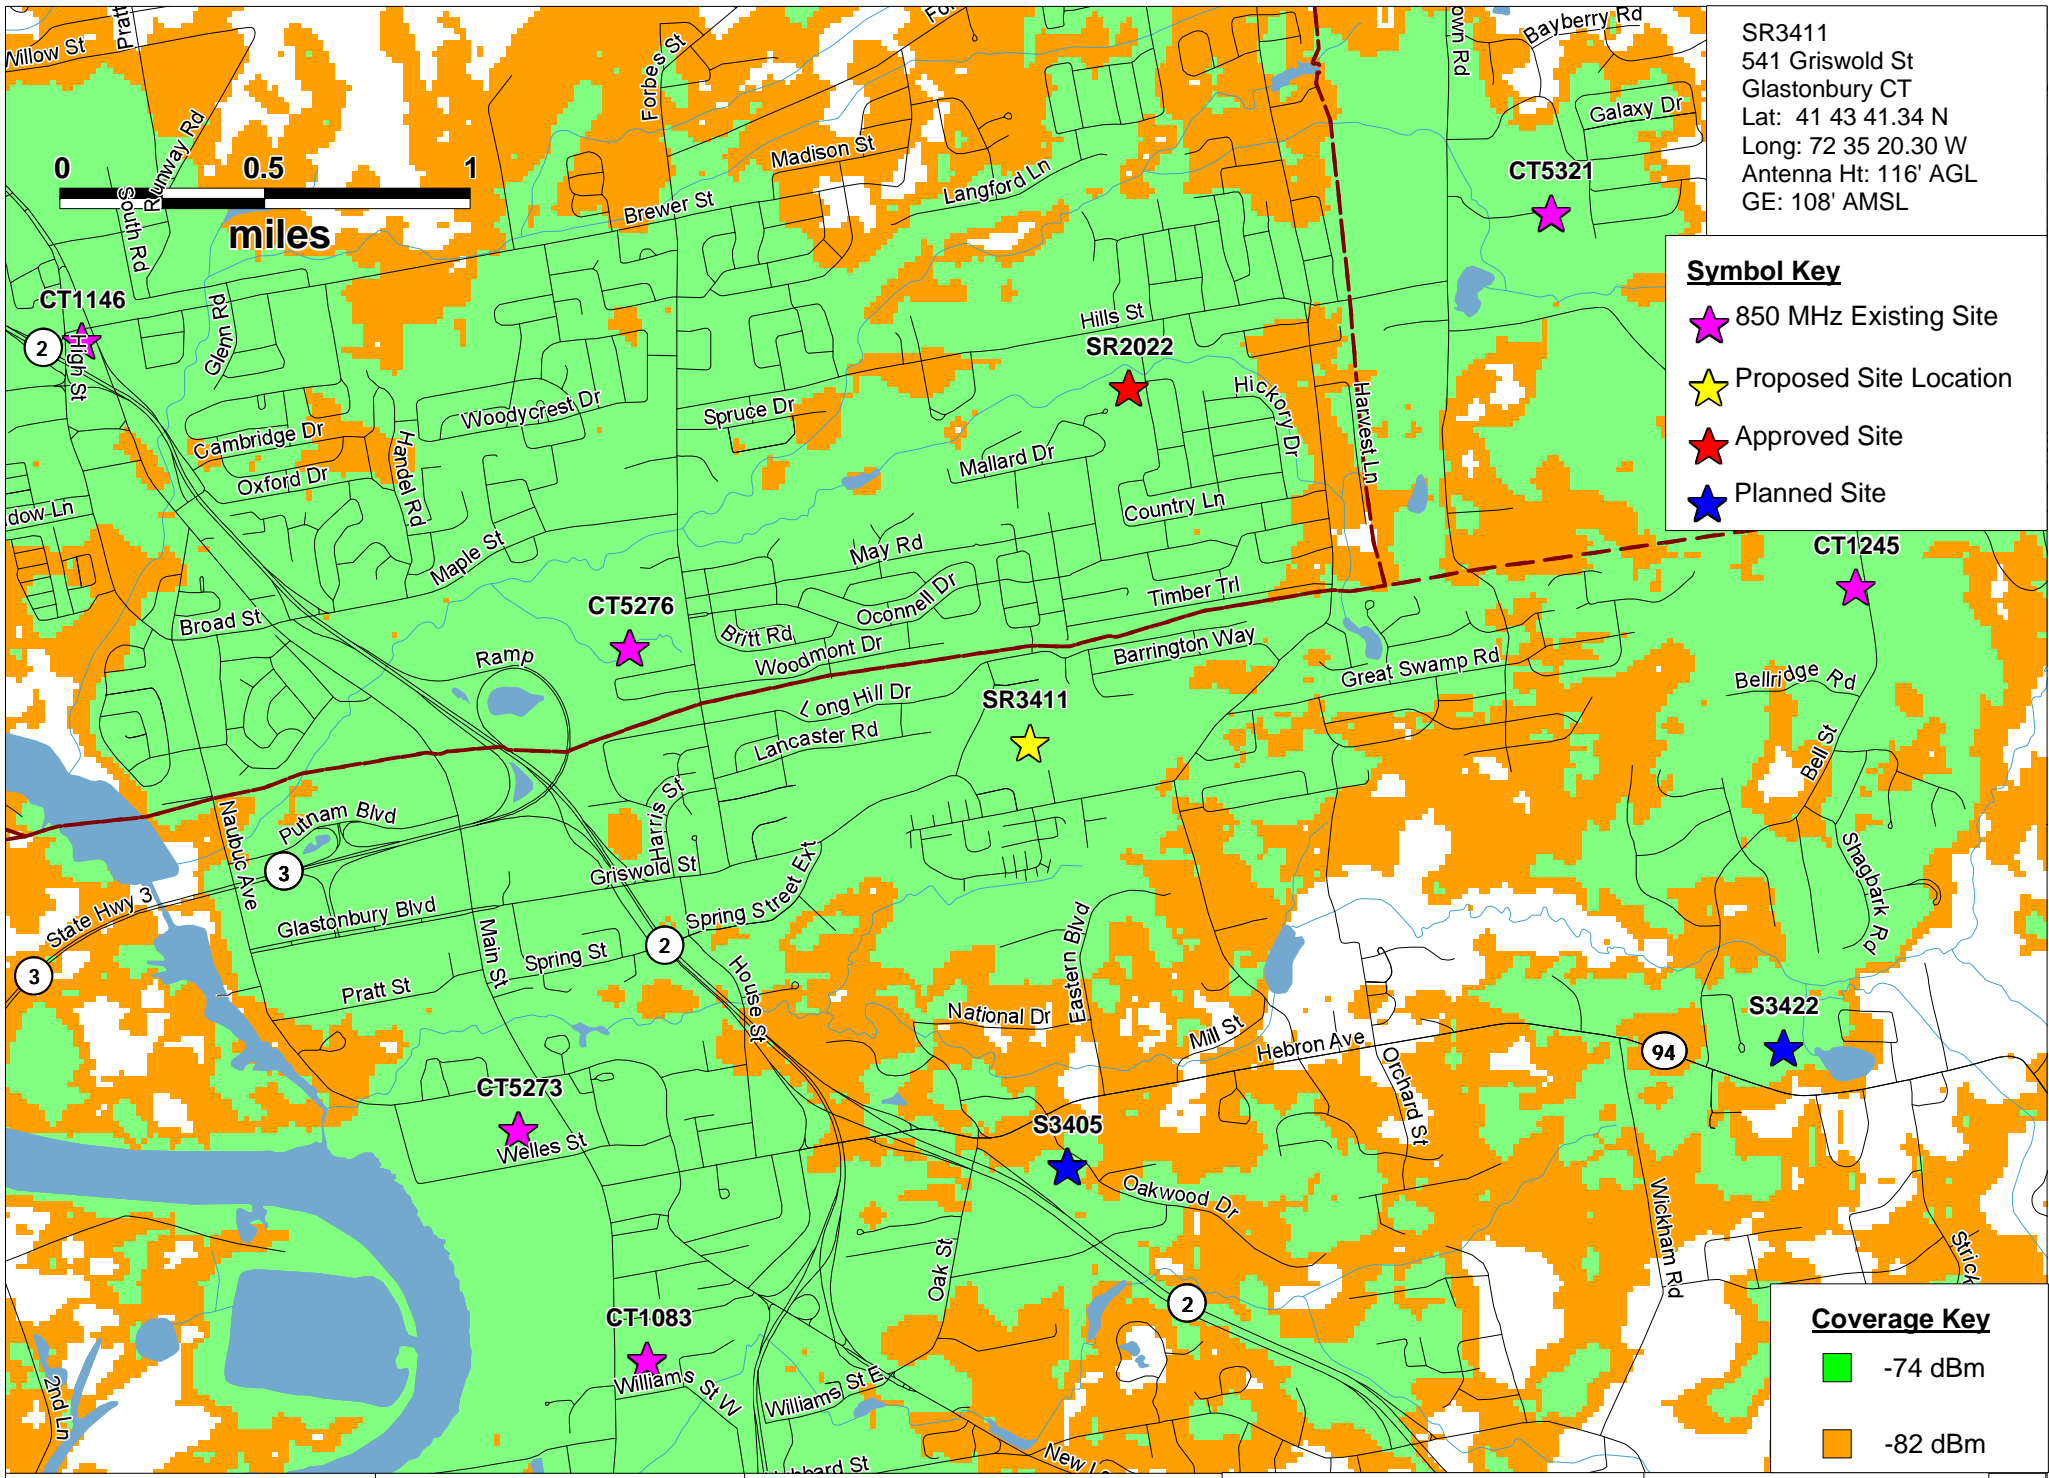 SR3411
541 Griswold St
Glastonbury CT
Lat: 41 43 41.34 N
Long: 72 35 20.30 W
Antenna Ht: 116' AGL
GE: 108' AMSL
Symbol Key
850 MHz Existing Site
Proposed Site Location
Approved Site
Planned Site
Coverage Key
-74 dBm
-82 dBm
0 0.5 1
miles
Willow St
Runway Rd
South Rd
Forbes St
Madison St
Langford Ln
Brewer St
Bayberry Rd
Galaxy Dr
CT5321
CT1146
2
High St
Glenn Rd
Hills St
SR2022
Hickory Dr
Harvest Ln
Woodycrest Dr
Spruce Dr
Cambridge Dr
Oxford Dr
Handel Rd
Mallard Dr
Country Ln
Maple St
May Rd
Oconnell Dr
Timber Trl
CT1245
CT5276
Broad St
Britt Rd
Woodmont Dr
Barrington Way
Great Swamp Rd
Ramp
Long Hill Dr
SR3411
Lancaster Rd
Bellridge Rd
Bell St
Harris St
Putnam Blvd
Naubuc Ave
3
Griswold St
Shagbark Rd
State Hwy 3
Glastonbury Blvd
Spring Street Ext
Main St
Spring St
2
3
Pratt St
House St
Eastern Blvd
National Dr
Mill St
Hebron Ave
Orchard St
94
S3422
CT5273
Welles St
S3405
Oakwood Dr
Wickham Rd
Oak St
2
CT1083
Williams St W
Williams St E
2nd Ln